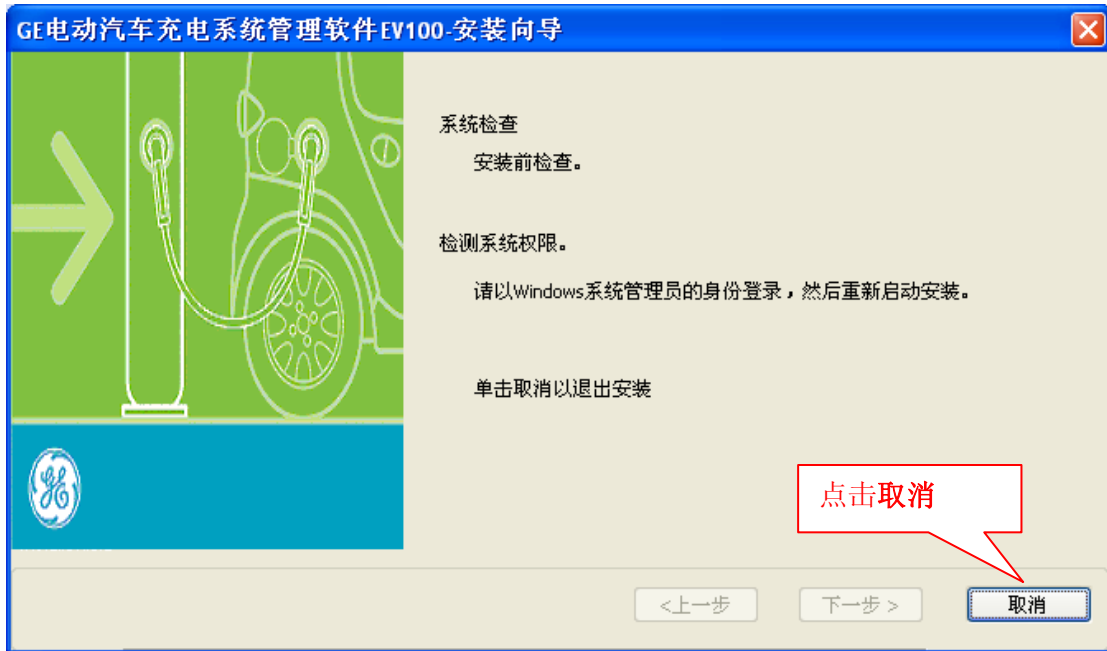 GE电动汽车充电系统管理软件EV100-安装向导
系统检查
安装前检查。
检测系统权限。
请以Windows系统管理员的身份登录，然后重新启动安装。
单击取消以退出安装
点击取消
<上一步
下一步 >
取消